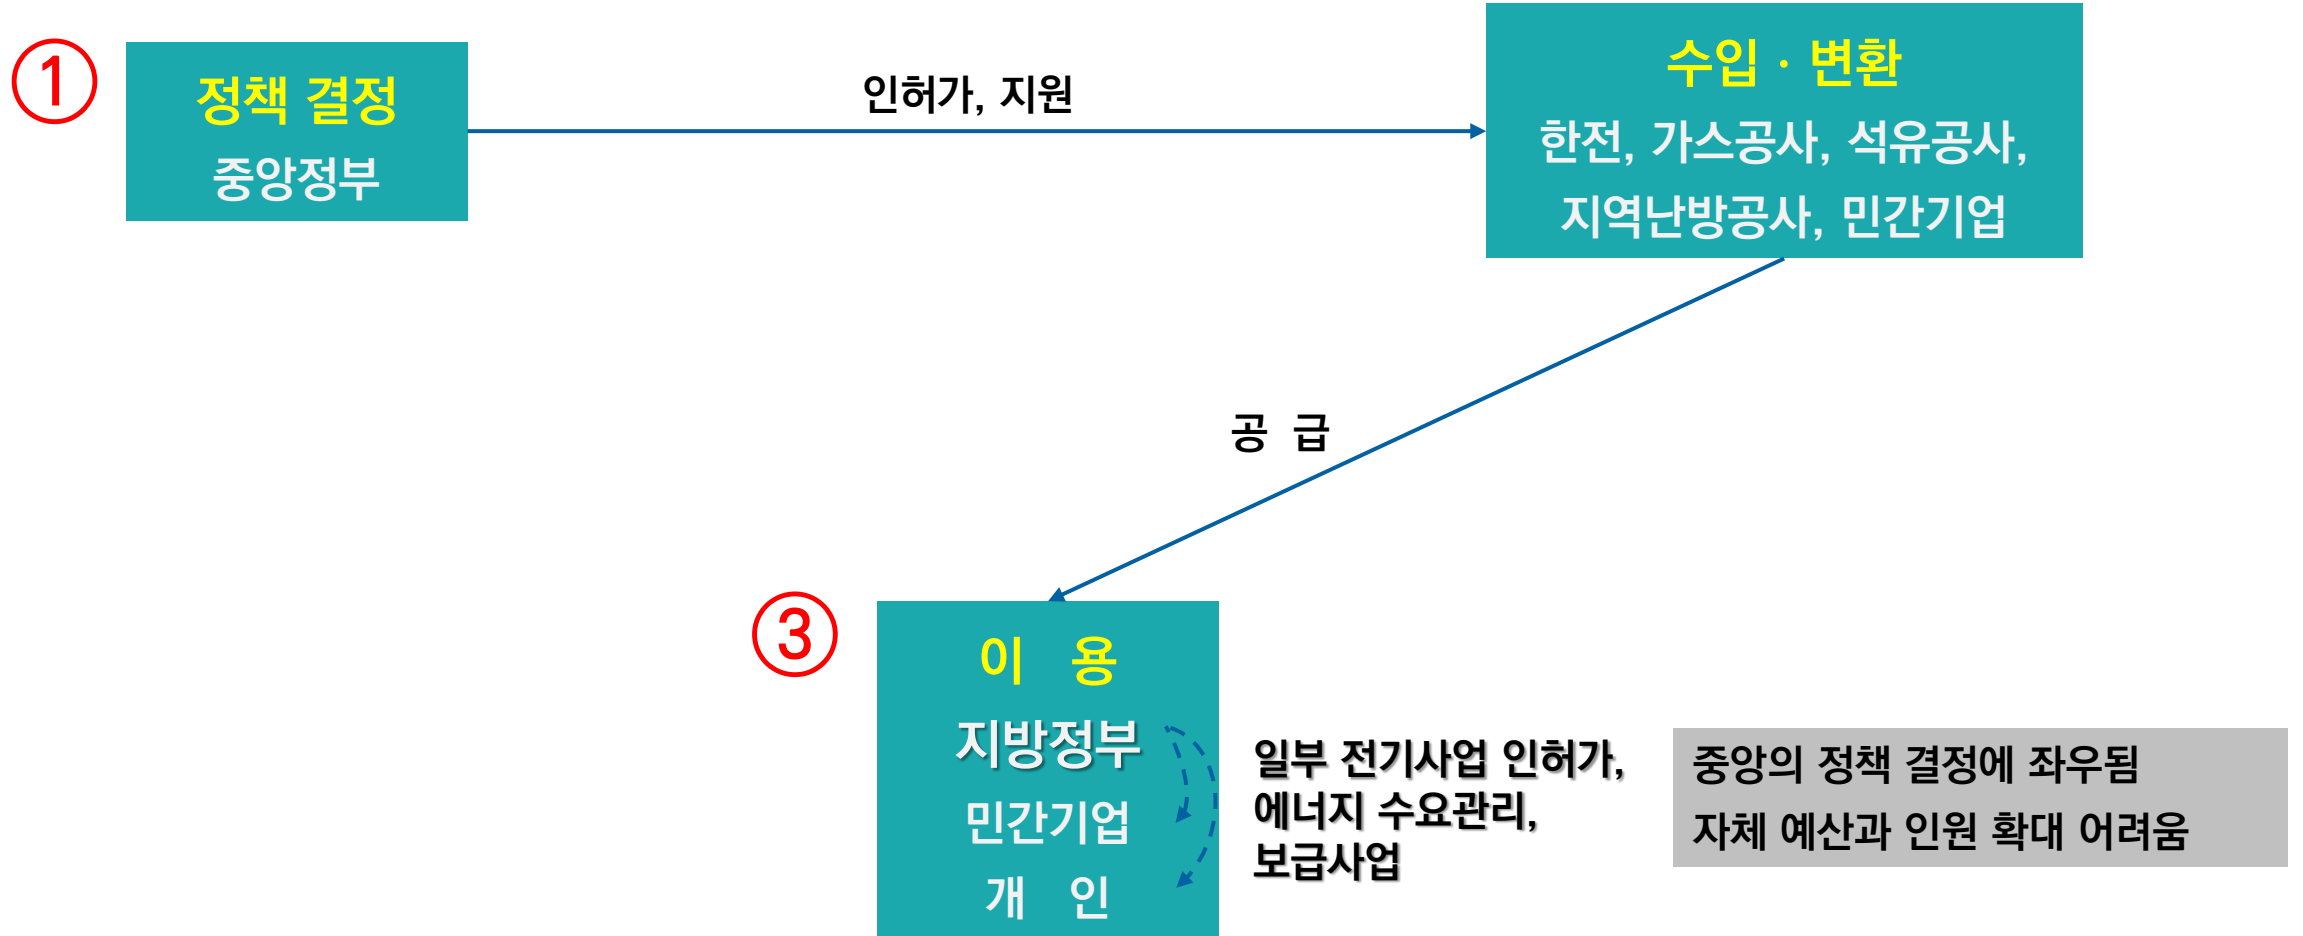 ①
정책 결정
중앙정부
인허가, 지원
수입 · 변환
한전, 가스공사, 석유공사,
지역난방공사, 민간기업
공 급
③
이 용
지방정부
민간기업
개 인
일부 전기사업 인허가,
에너지 수요관리,
보급사업
중앙의 정책 결정에 좌우됨
자체 예산과 인원 확대 어려움